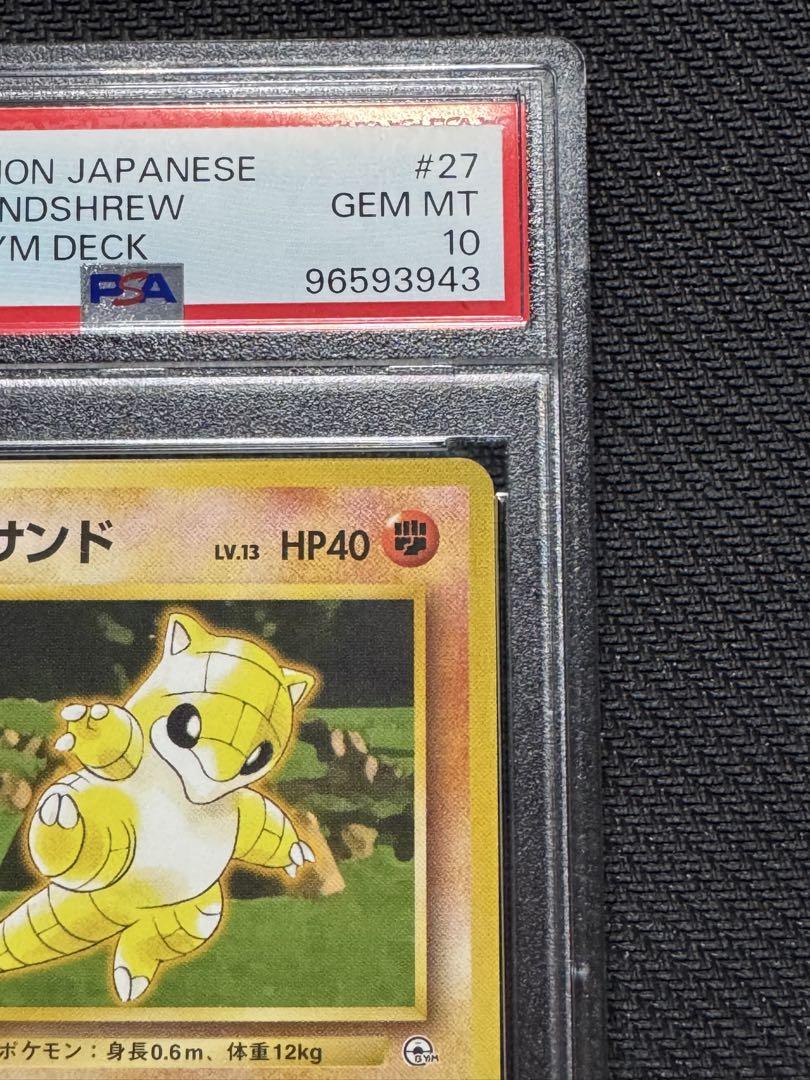 ION JAPANESE #27
NDSHREW GEM MT
YM DECK 10
PSA 96593943
サンド LV.13 HP40
ポケモン：身長0.6m、体重12kg
GYM